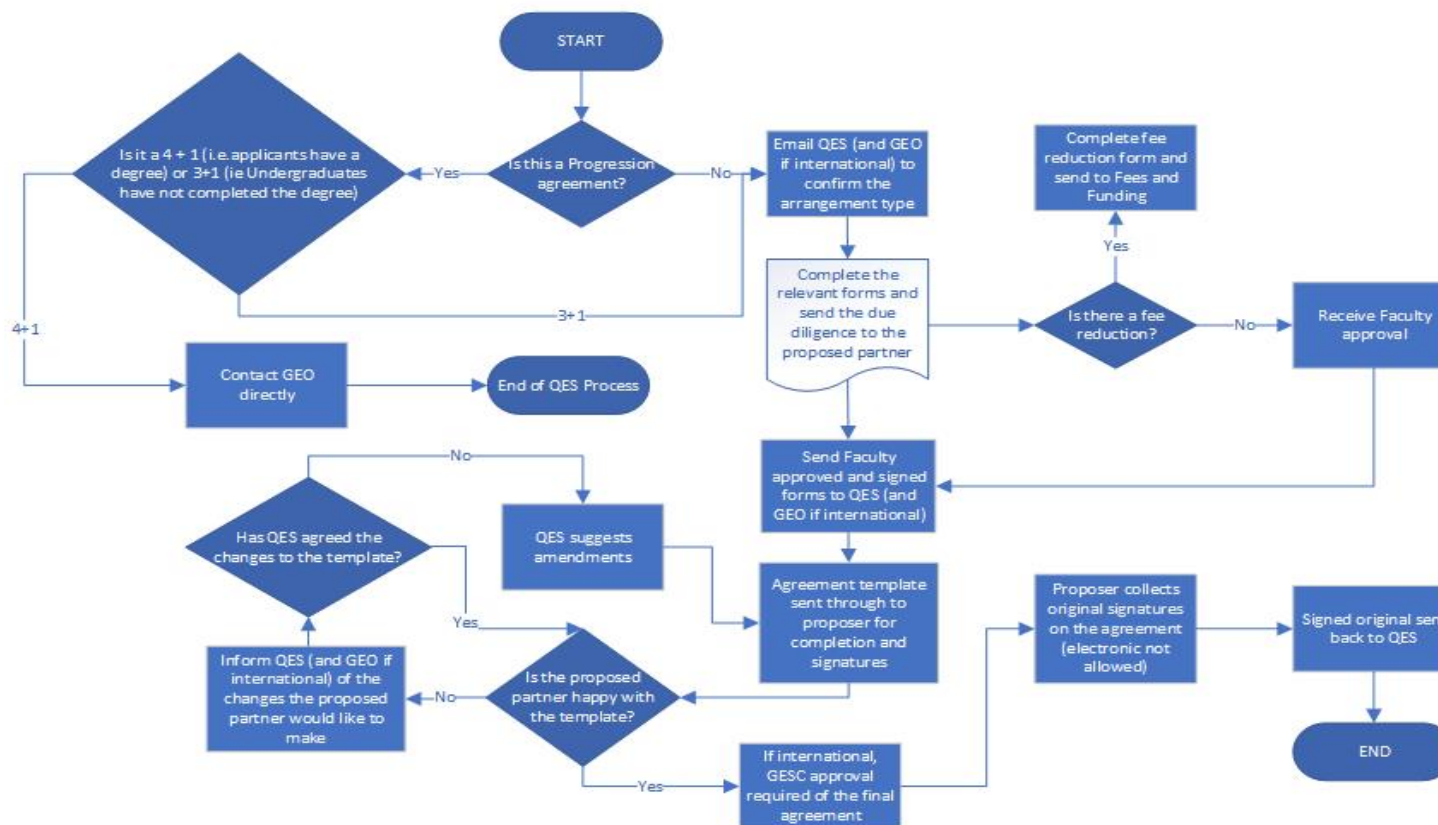 START
Is it a 4 + 1 (i.e. applicants have a
degree) or 3+1 (ie Undergraduates
have not completed the degree)
Yes
Is this a Progression
agreement?
No
Email QES (and GEO
if international) to
confirm the
arrangement type
Complete fee
reduction form and
send to Fees and
Funding
Yes
4+1
3+1
Complete the
relevant forms and
send the due
diligence to the
proposed partner
Is there a fee
reduction?
No
Receive Faculty
approval
Contact GEO
directly
End of QES Process
No
Send Faculty
approved and signed
forms to QES (and
GEO if international)
Has QES agreed the
changes to the template?
QES suggests
amendments
Yes
Agreement template
sent through to
proposer for
completion and
signatures
Proposer collects
original signatures
on the agreement
(electronic not
allowed)
Signed original sent
back to QES
Inform QES (and GEO if
international) of the
changes the proposed
partner would like to
make
No
Is the proposed
partner happy with
the template?
Yes
If international,
GESC approval
required of the final
agreement
END